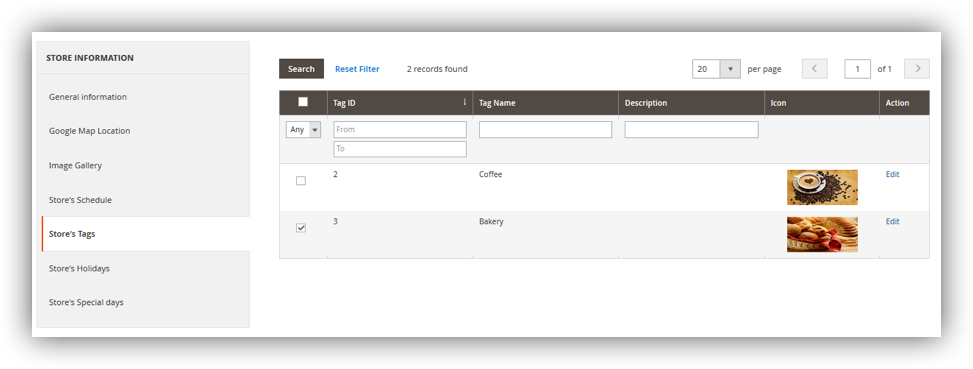 STORE INFORMATION
General information
Google Map Location
Image Gallery
Store's Schedule
Store's Tags
Store's Holidays
Store's Special days
Search Reset Filter 2 records found 20 per page 1 of 1
Tag ID ↓ Tag Name Description Icon Action
Any From
To
2 Coffee Edit
3 Bakery Edit